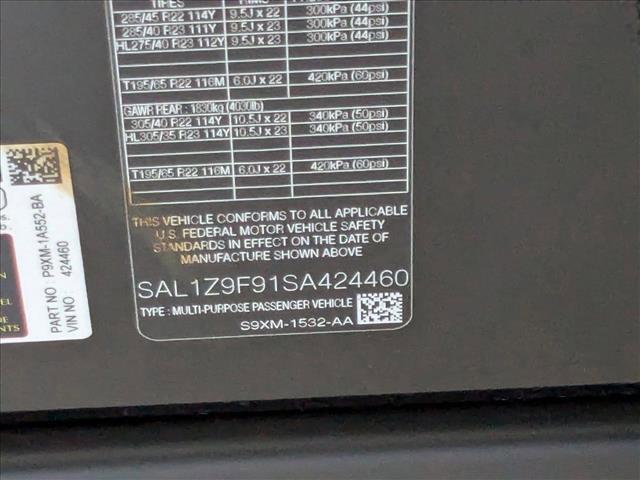 TIRES RIMS
285/45 R22 114Y 9.5J x 22 300kPa (44psi)
285/40 R23 111Y 9.5J x 23 300kPa (44psi)
HL275/40 R23 112Y 9.5J x 23 300kPa (44psi)
T195/65 R22 116M 6.0J x 22 420kPa (60psi)
GAWR REAR : 1830kg (4030lb)
305/40 R22 114Y 10.5J x 22 340kPa (50psi)
HL305/35 R23 114Y 10.5J x 23 340kPa (50psi)
T195/65 R22 116M 6.0J x 22 420kPa (60psi)
THIS VEHICLE CONFORMS TO ALL APPLICABLE
U.S. FEDERAL MOTOR VEHICLE SAFETY
STANDARDS IN EFFECT ON THE DATE OF
MANUFACTURE SHOWN ABOVE
SAL1Z9F91SA424460
TYPE : MULTI-PURPOSE PASSENGER VEHICLE
S9XM-1532-AA
PART NO : P9XM-1A552-BA
VIN NO : 424460